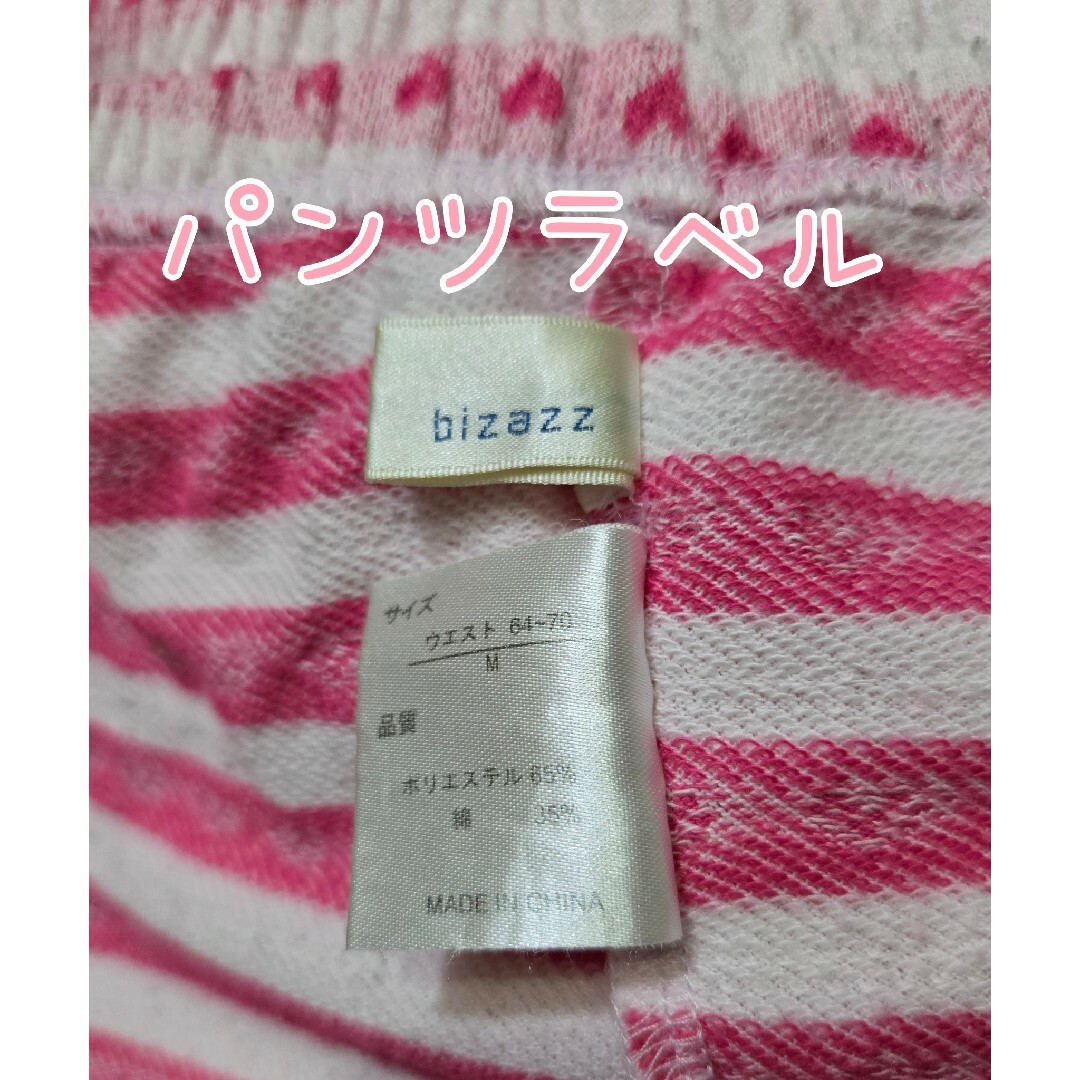 パンツラベル
bizazz
サイズ
ウエスト 64~70
M
品質
ポリエステル 65%
綿 35%
MADE IN CHINA